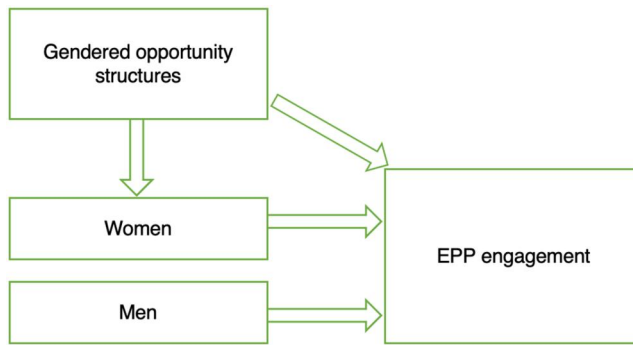 Gendered opportunity
structures
Women
EPP engagement
Men